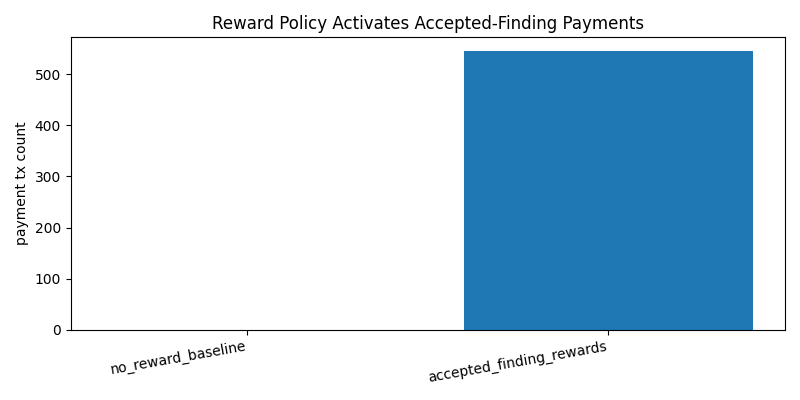 Reward Policy Activates Accepted-Finding Payments
payment tx count
500
400
300
200
100
0
no_reward_baseline
accepted_finding_rewards